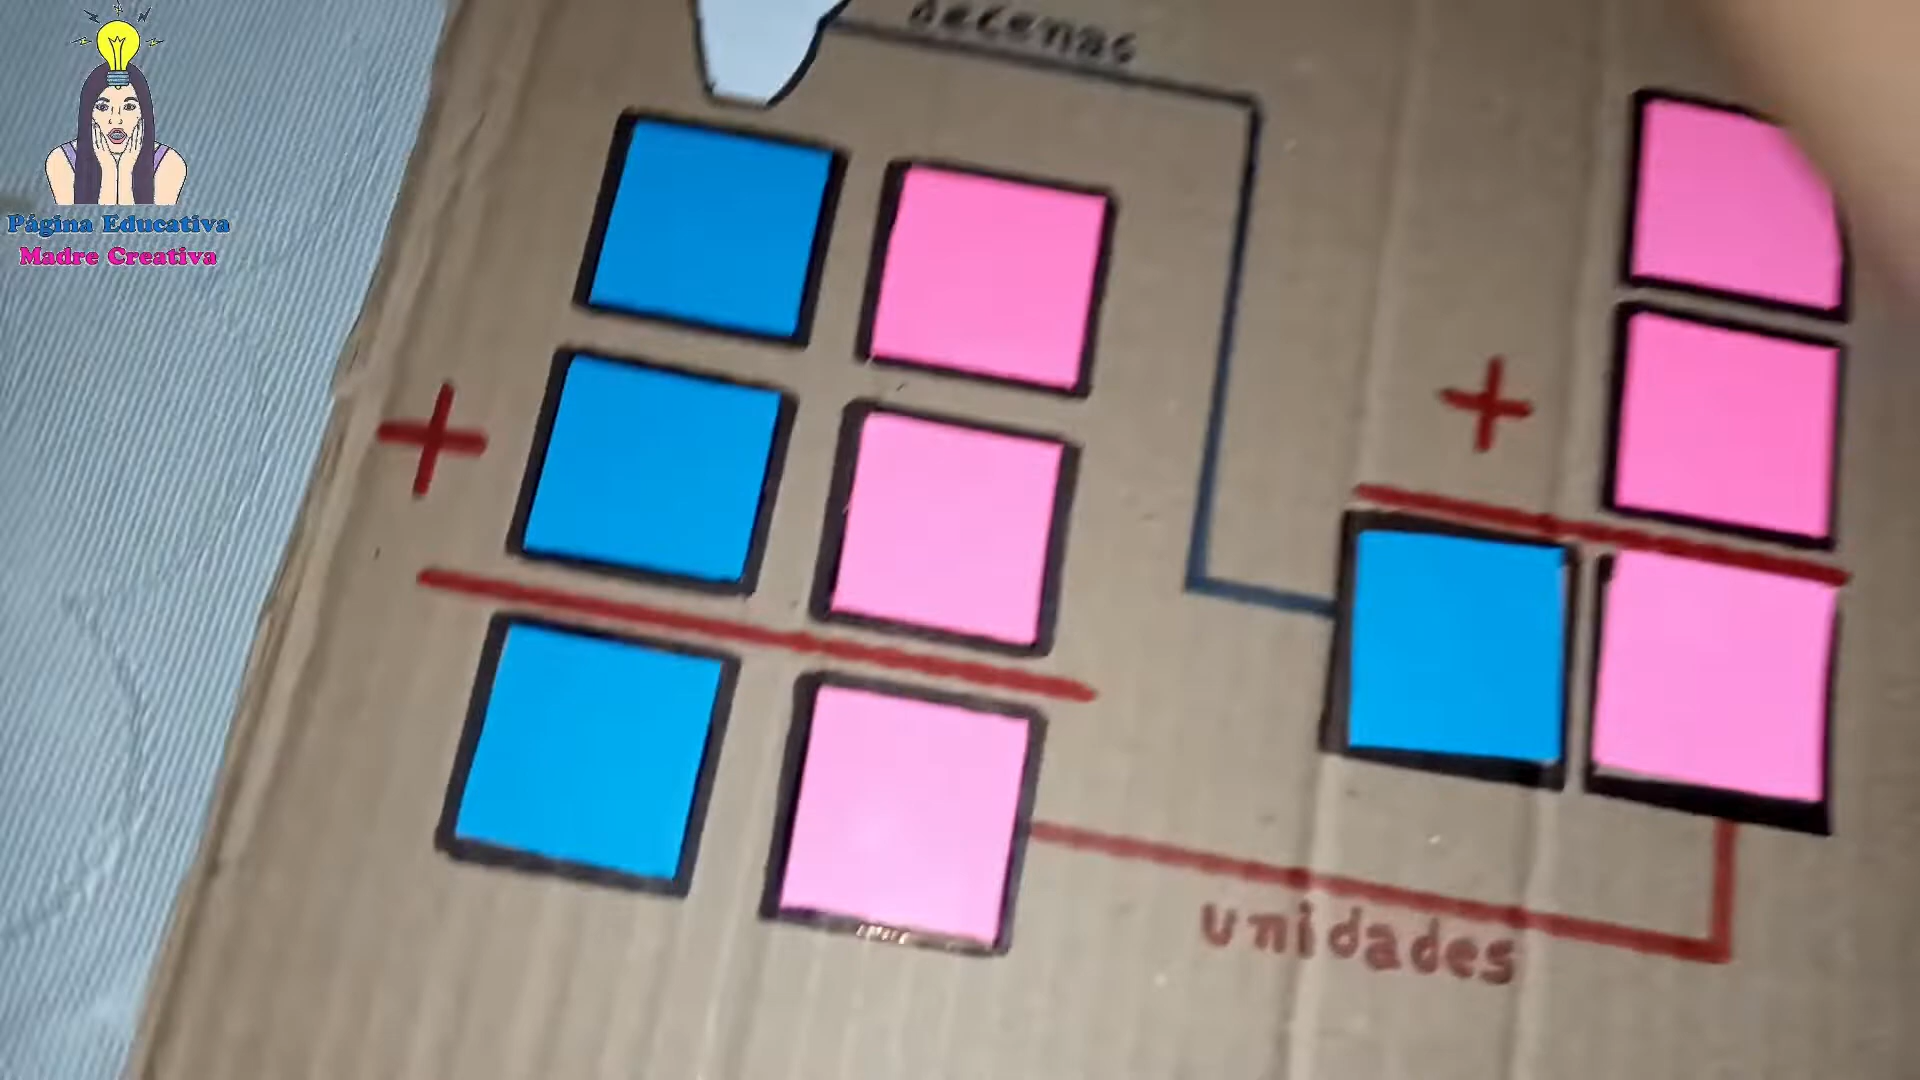 Página Educativa
Madre Creativa
decenas
+
+
unidades